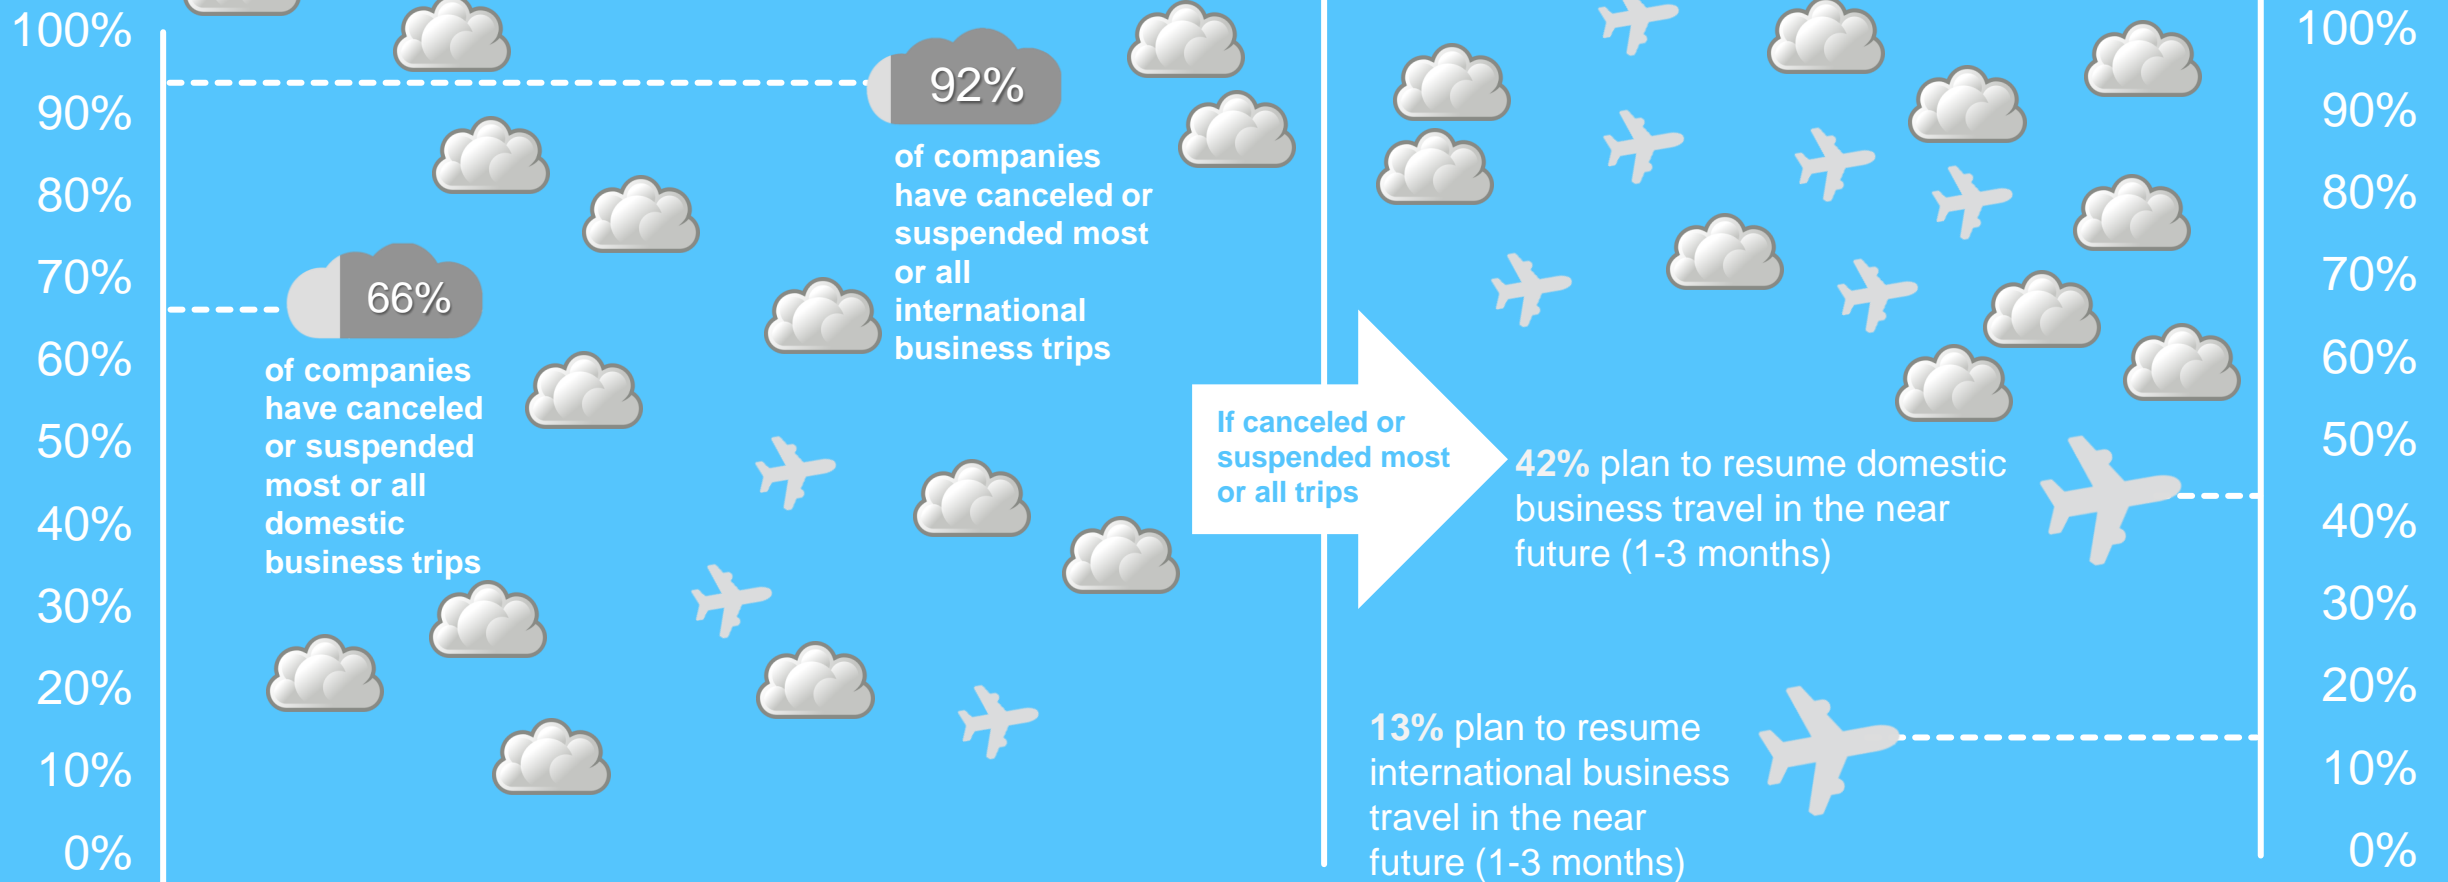 100%
90%
80%
70%
60%
50%
40%
30%
20%
10%
0%
92%
of companies
have canceled or
suspended most
or all
international
business trips
66%
of companies
have canceled
or suspended
most or all
domestic
business trips
If canceled or
suspended most
or all trips
42% plan to resume domestic
business travel in the near
future (1-3 months)
13% plan to resume
international business
travel in the near
future (1-3 months)
100%
90%
80%
70%
60%
50%
40%
30%
20%
10%
0%